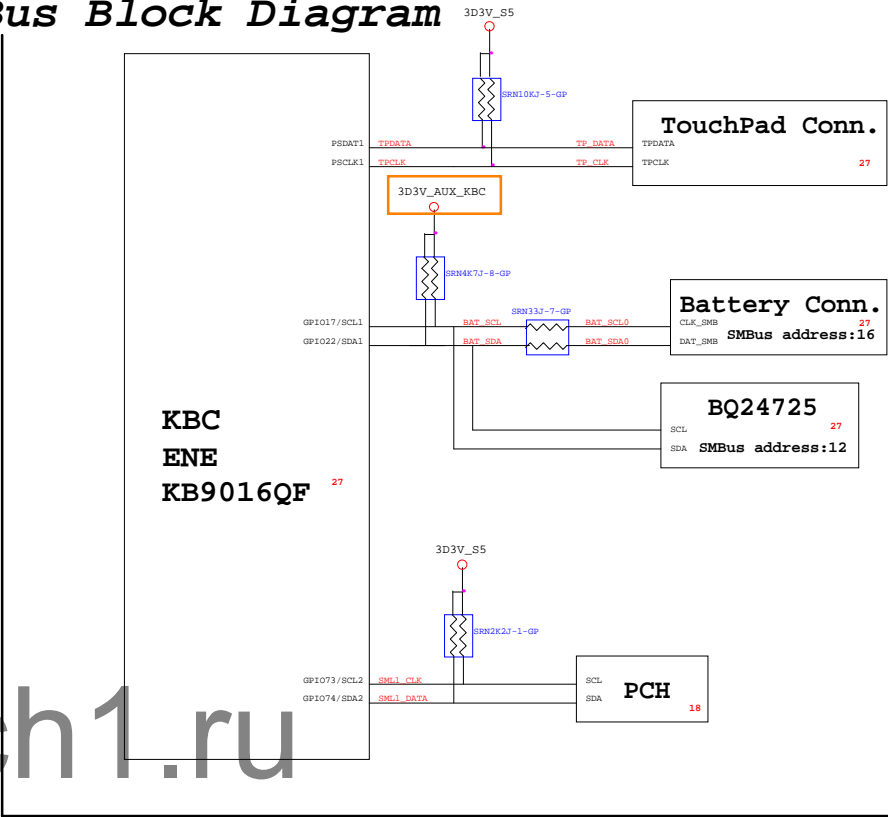 Bus Block Diagram
3D3V_S5
SRN10KJ-5-GP
TouchPad Conn.
PSDAT1 TPDATA TP_DATA TPDATA
PSCLK1 TPCLK TP_CLK TPCLK
27
3D3V_AUX_KBC
SRN4K7J-8-GP
SRN33J-7-GP
Battery Conn.
GPIO17/SCL1 BAT_SCL BAT_SCL0 CLK_SMB 27
GPIO22/SDA1 BAT_SDA BAT_SDA0 DAT_SMB SMBus address:16
BQ24725
SCL 27
SDA SMBus address:12
KBC
ENE
KB9016QF 27
3D3V_S5
SRN2K2J-1-GP
GPIO73/SCL2 SML1_CLK SCL
GPIO74/SDA2 SML1_DATA SDA
PCH
18
ch1.ru